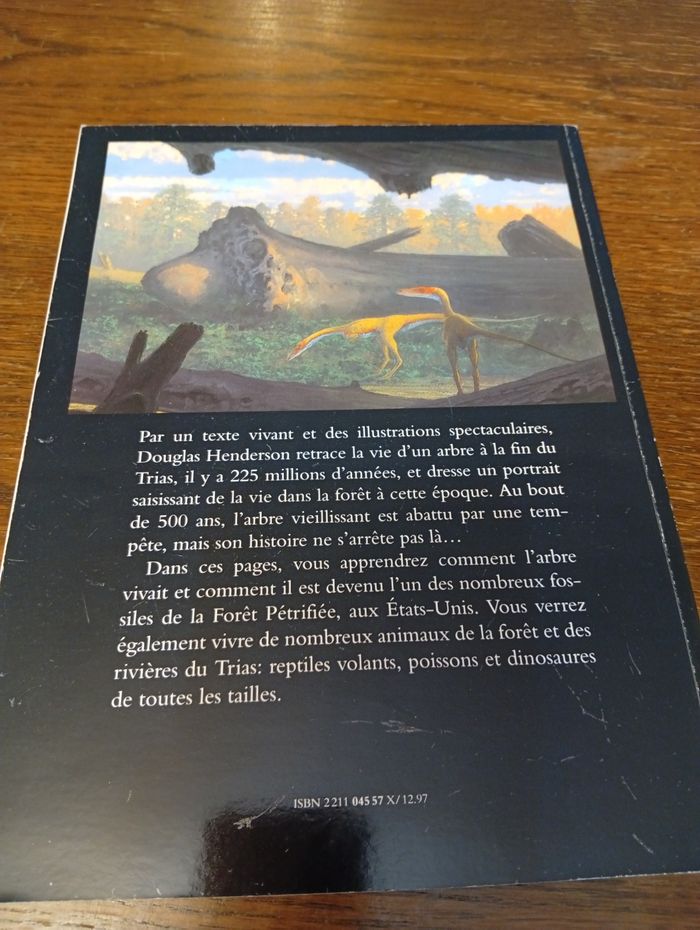 Par un texte vivant et des illustrations spectaculaires,
Douglas Henderson retrace la vie d'un arbre à la fin du
Trias, il y a 225 millions d'années, et dresse un portrait
saisissant de la vie dans la forêt à cette époque. Au bout
de 500 ans, l'arbre vieillissant est abattu par une tem-
pête, mais son histoire ne s'arrête pas là...
Dans ces pages, vous apprendrez comment l'arbre
vivait et comment il est devenu l'un des nombreux fos-
siles de la Forêt Pétrifiée, aux États-Unis. Vous verrez
également vivre de nombreux animaux de la forêt et des
rivières du Trias: reptiles volants, poissons et dinosaures
de toutes les tailles.
ISBN 2 211 045 57 X/12.97